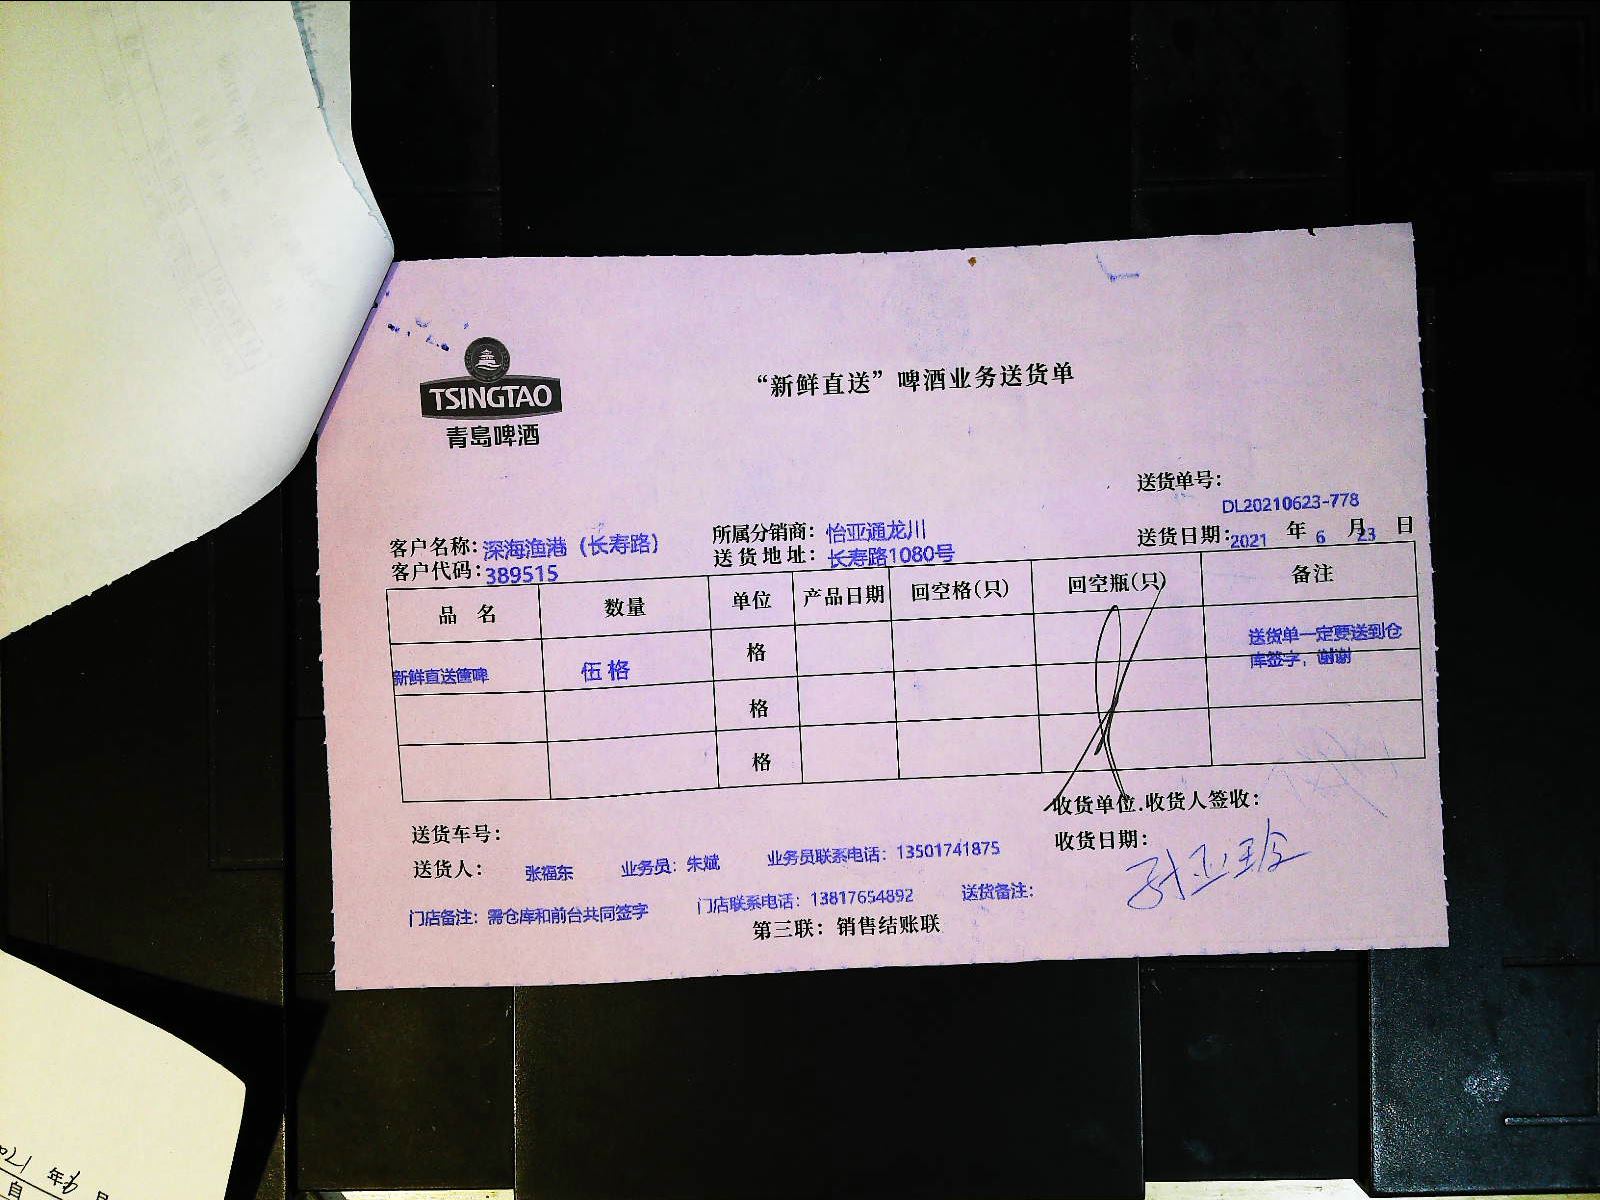 TSINGTAO
青岛啤酒
“新鲜直送”啤酒业务送货单
送货单号：
DL20210623-778
客户名称：深海渔港（长寿路） 所属分销商：怡亚通龙川 送货日期：2021 年 6 月 23 日
客户代码：389515 送货地址：长寿路1080号
品 名 数量 单位 产品日期 回空格(只) 回空瓶(只) 备注
新鲜直送箇啤 伍格 格 送货单一定要送到仓
库签字，谢谢
格
格
收货单位.收货人签收：
送货车号： 收货日期：
送货人： 张福东 业务员：朱斌 业务员联系电话：13501741875
门店备注：需仓库和前台共同签字 门店联系电话：13817654892 送货备注：
第三联：销售结账联
年 6 月
自